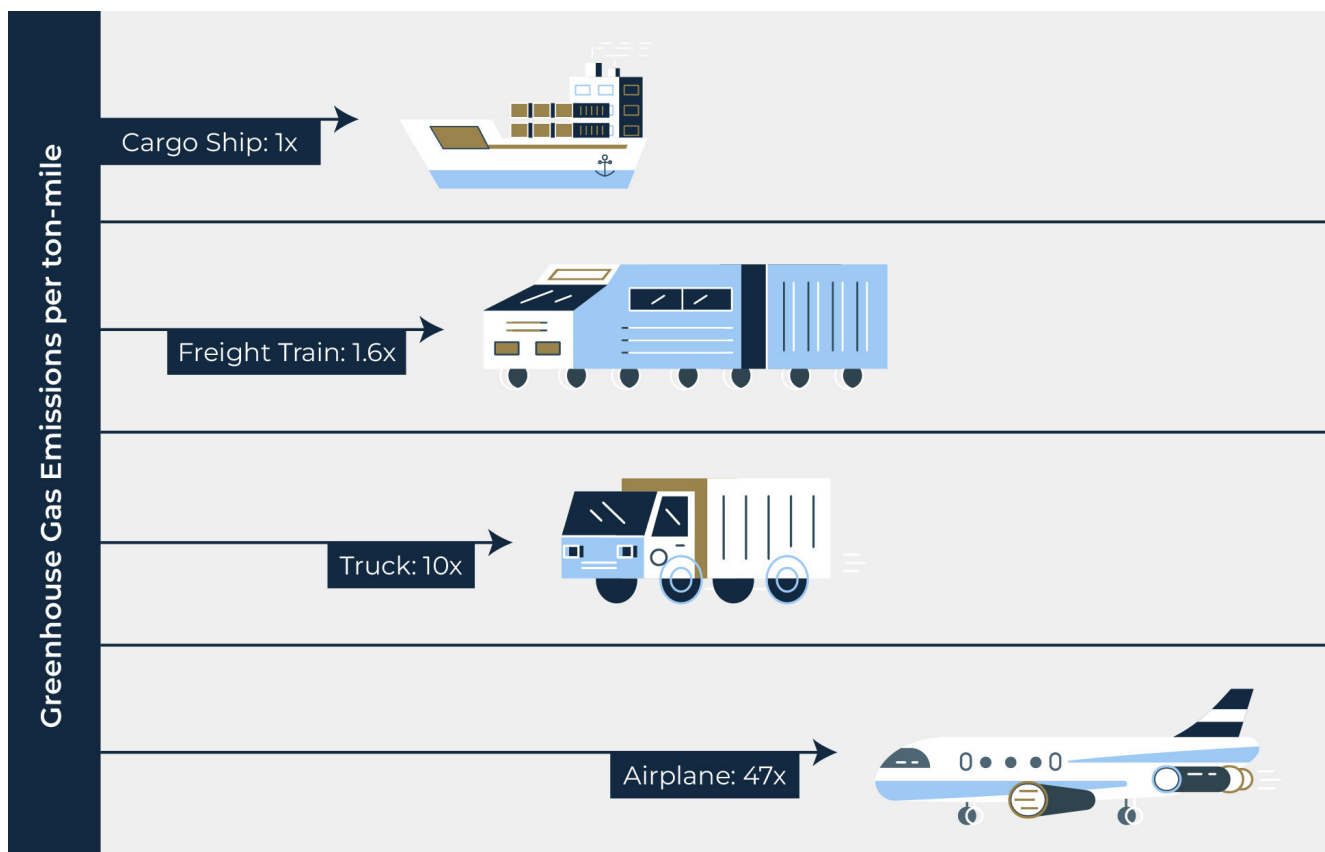 Greenhouse Gas Emissions per ton-mile
Cargo Ship: 1x
Freight Train: 1.6x
Truck: 10x
Airplane: 47x